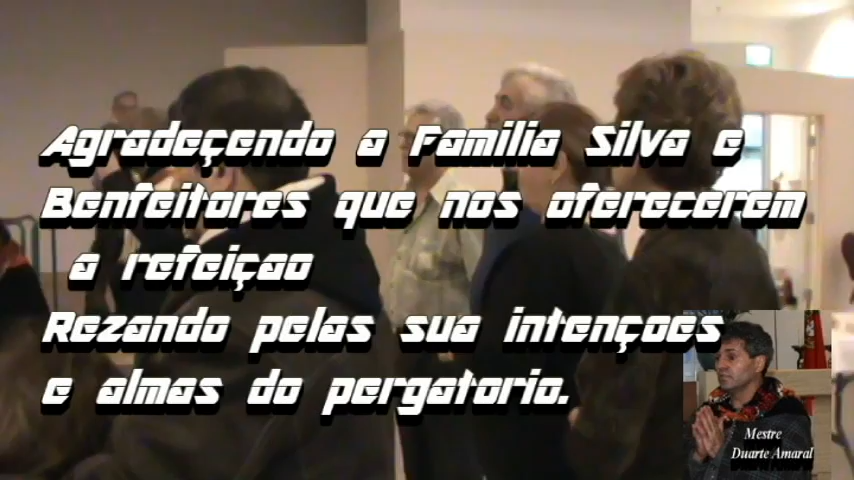 Agradeçendo a Familia Silva e
Benfeitores que nos oferecerem
a refeiçao
Rezando pelas sua intençoes
e almas do pergatorio.
Mestre
Duarte Amaral